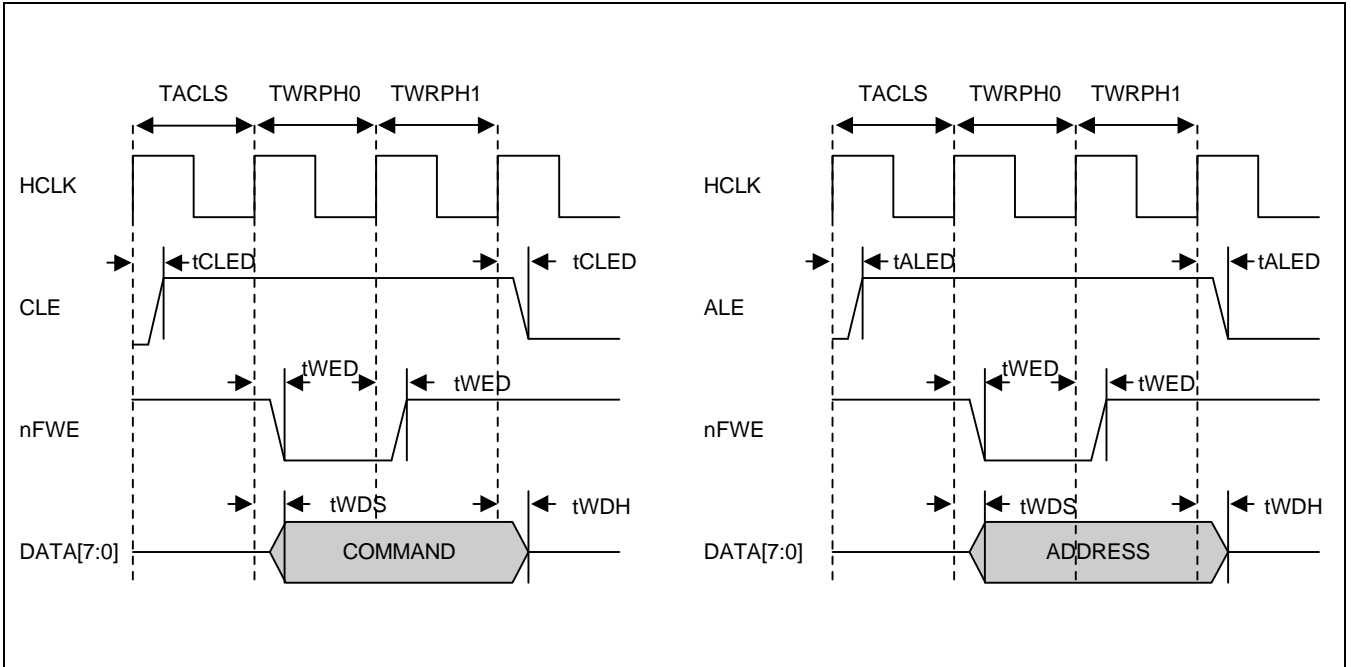 TACLS TWRPH0 TWRPH1
HCLK
tCLED tCLED
CLE
tWED tWED
nFWE
tWDS tWDH
DATA[7:0] COMMAND
TACLS TWRPH0 TWRPH1
HCLK
tALED tALED
ALE
tWED tWED
nFWE
tWDS tWDH
DATA[7:0] ADDRESS